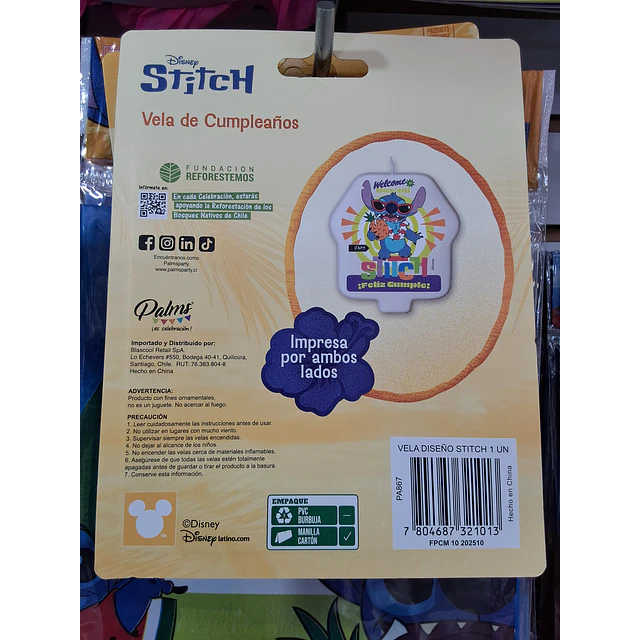 Disney
STITCH
Vela de Cumpleaños
FUNDACION
REFORESTEMOS
Infórmate en:
En cada Celebración, estarás
apoyando la Reforestación de los
Bosques Nativos de Chile
Encuéntranos como
Palmsparty
www.palmsparty.cl
Palms
¡es celebración!
Importado y Distribuido por:
Blascool Retail SpA.
Lo Echevers #550, Bodega 40-41, Quilicura,
Santiago, Chile. RUT: 76.383.804-8
Hecho en China
ADVERTENCIA:
Producto con fines ornamentales,
no es un juguete. No acercar al fuego.
PRECAUCIÓN
1. Leer cuidadosamente las instrucciones antes de usar.
2. No utilizar en lugares con mucho viento.
3. Supervisar siempre las velas encendidas.
4. No dejar al alcance de los niños.
5. No encender las velas cerca de materiales inflamables.
6. Asegúrese de que todas las velas estén totalmente
apagadas antes de guardar o tirar el producto a la basura.
7. Conserve esta información.
Welcome
STITCH
¡Feliz Cumple!
Impresa
por ambos
lados
©Disney
Disneylatino.com
EMPAQUE
PVC
BURBUJA
MANILLA
CARTÓN
VELA DISEÑO STITCH 1 UN
PA867
Hecho en China
7 804687 321013
FPCM 10 202510